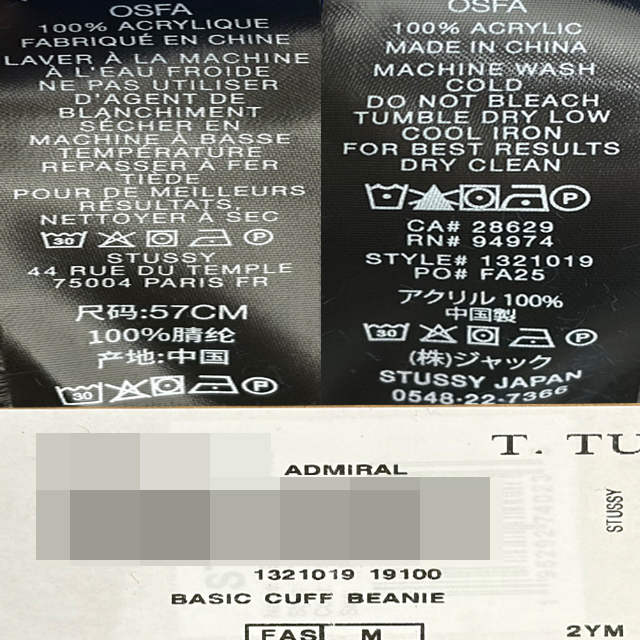 OSFA
100% ACRYLIQUE
FABRIQUÉ EN CHINE
LAVER À LA MACHINE
À L'EAU FROIDE
NE PAS UTILISER
D'AGENT DE
BLANCHIMENT
SÉCHER EN
MACHINE À BASSE
TEMPÉRATURE
REPASSER À FER
TIÈDE
POUR DE MEILLEURS
RÉSULTATS,
NETTOYER À SEC
30 P
STUSSY
44 RUE DU TEMPLE
75004 PARIS FR
尺码:57CM
100%腈纶
产地:中国
30 P
OSFA
100% ACRYLIC
MADE IN CHINA
MACHINE WASH
COLD
DO NOT BLEACH
TUMBLE DRY LOW
COOL IRON
FOR BEST RESULTS
DRY CLEAN
P
CA# 28629
RN# 94974
STYLE# 1321019
PO# FA25
アクリル 100%
中国製
30 P
(株)ジャック
STUSSY JAPAN
0548-22-7366
T. TU
ADMIRAL
STUSSY
1321019 19100
BASIC CUFF BEANIE
EAS M
2YM